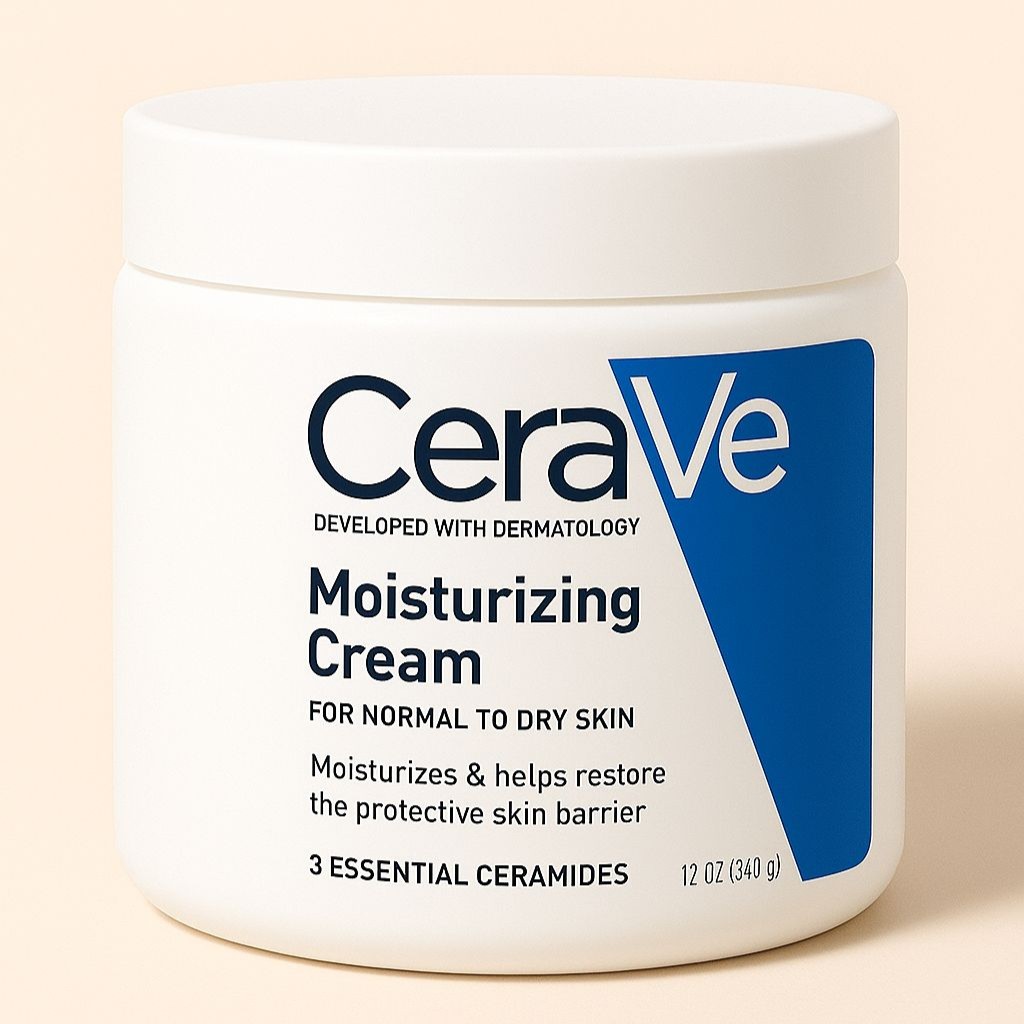 CeraVe
DEVELOPED WITH DERMATOLOGY
Moisturizing
Cream
FOR NORMAL TO DRY SKIN
Moisturizes & helps restore
the protective skin barrier
3 ESSENTIAL CERAMIDES
12 OZ (340 g)